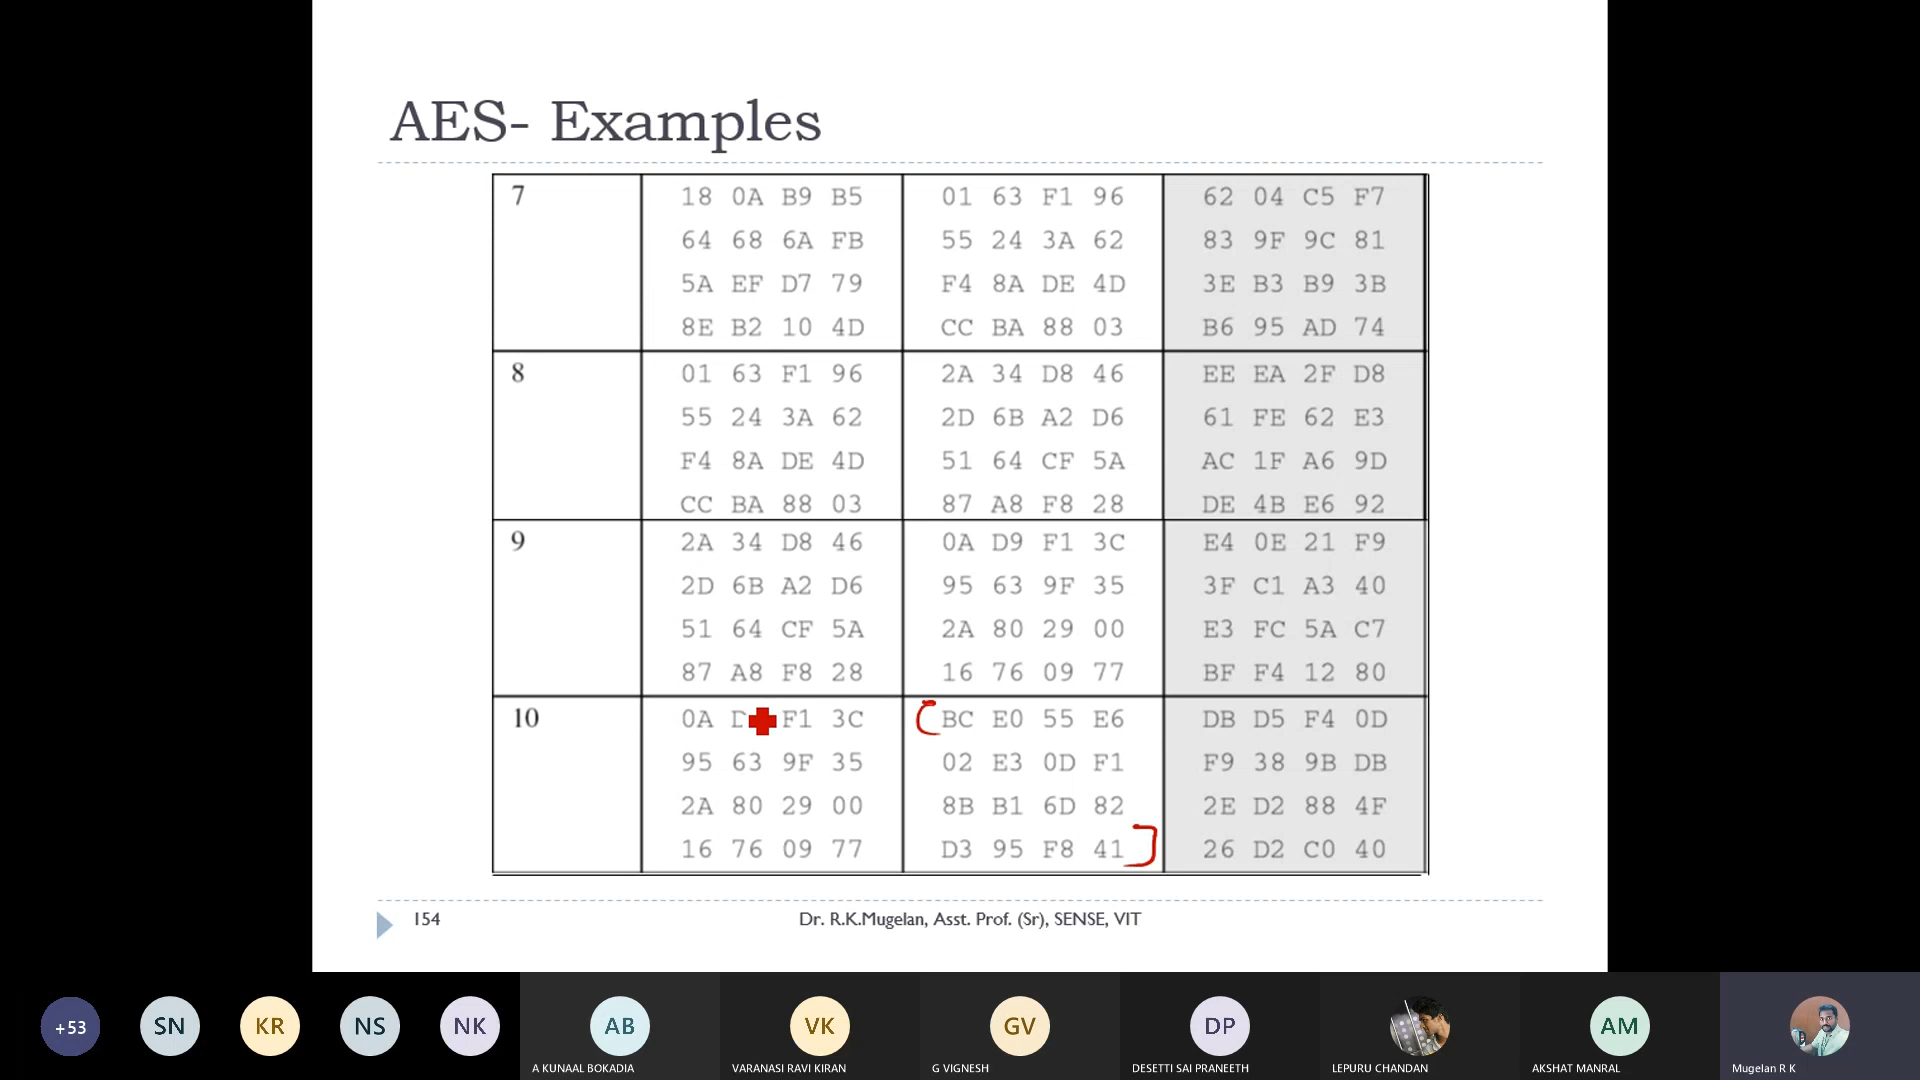 AES- Examples
7 18 0A B9 B5 01 63 F1 96 62 04 C5 F7
64 68 6A FB 55 24 3A 62 83 9F 9C 81
5A EF D7 79 F4 8A DE 4D 3E B3 B9 3B
8E B2 10 4D CC BA 88 03 B6 95 AD 74
8 01 63 F1 96 2A 34 D8 46 EE EA 2F D8
55 24 3A 62 2D 6B A2 D6 61 FE 62 E3
F4 8A DE 4D 51 64 CF 5A AC 1F A6 9D
CC BA 88 03 87 A8 F8 28 DE 4B E6 92
9 2A 34 D8 46 0A D9 F1 3C E4 0E 21 F9
2D 6B A2 D6 95 63 9F 35 3F C1 A3 40
51 64 CF 5A 2A 80 29 00 E3 FC 5A C7
87 A8 F8 28 16 76 09 77 BF F4 12 80
10 0A F1 3C BC E0 55 E6 DB D5 F4 0D
95 63 9F 35 02 E3 0D F1 F9 38 9B DB
2A 80 29 00 8B B1 6D 82 2E D2 88 4F
16 76 09 77 D3 95 F8 41 26 D2 C0 40
154 Dr. R.K.Mugelan, Asst. Prof. (Sr), SENSE, VIT
+53 SN KR NS NK AB VK GV DP AM
A KUNAAL BOKADIA VARANASI RAVI KIRAN G VIGNESH DESETTI SAI PRANEETH LEPURU CHANDAN AKSHAT MANRAL Mugelan R K